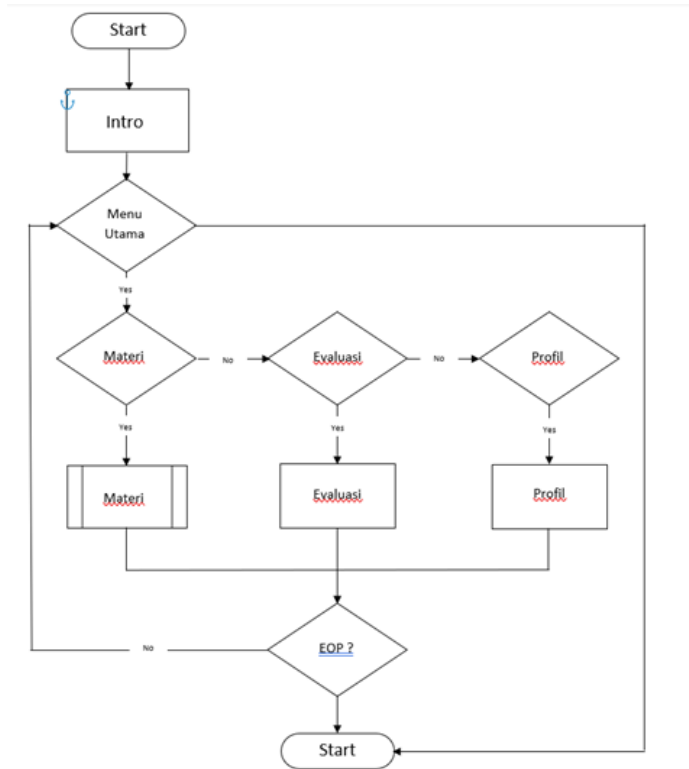 Start
Intro
Menu
Utama
Yes
Materi
No
Evaluasi
No
Profil
Yes
Yes
Yes
Materi
Evaluasi
Profil
No
EOP ?
Start